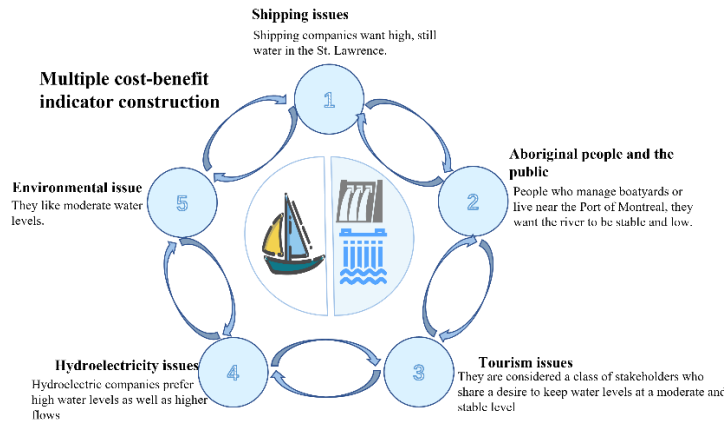 Shipping issues
Shipping companies want high, still
water in the St. Lawrence.
Multiple cost-benefit
indicator construction
1
Aboriginal people and the
public
People who manage boatyards or
live near the Port of Montreal, they
want the river to be stable and low.
2
Environmental issue
They like moderate water
levels.
5
Hydroelectricity issues
Hydroelectric companies prefer
high water levels as well as higher
flows
4
3
Tourism issues
They are considered a class of stakeholders who
share a desire to keep water levels at a moderate and
stable level